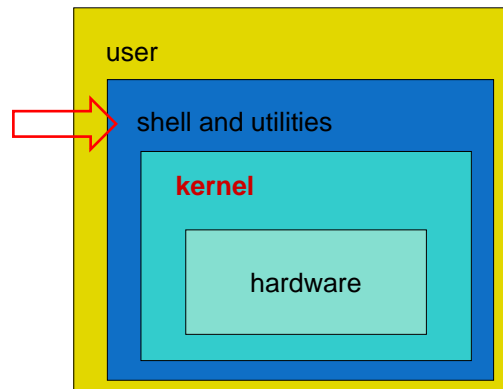 user
shell and utilities
kernel
hardware